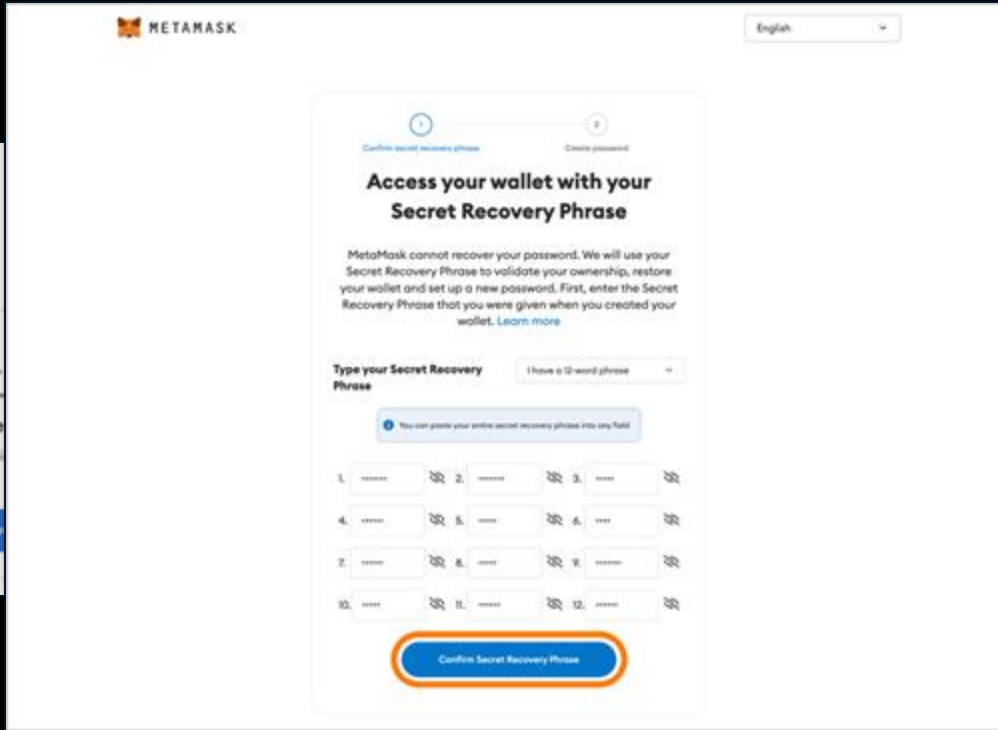 METAMASK
English
1
2
Confirm secret recovery phrase
Create password
Access your wallet with your
Secret Recovery Phrase
MetaMask cannot recover your password. We will use your
Secret Recovery Phrase to validate your ownership, restore
your wallet and set up a new password. First, enter the Secret
Recovery Phrase that you were given when you created your
wallet. Learn more
Type your Secret Recovery
Phrase
I have a 12-word phrase
You can paste your entire secret recovery phrase into any field
1.
2.
3.
4.
5.
6.
7.
8.
9.
10.
11.
12.
Confirm Secret Recovery Phrase